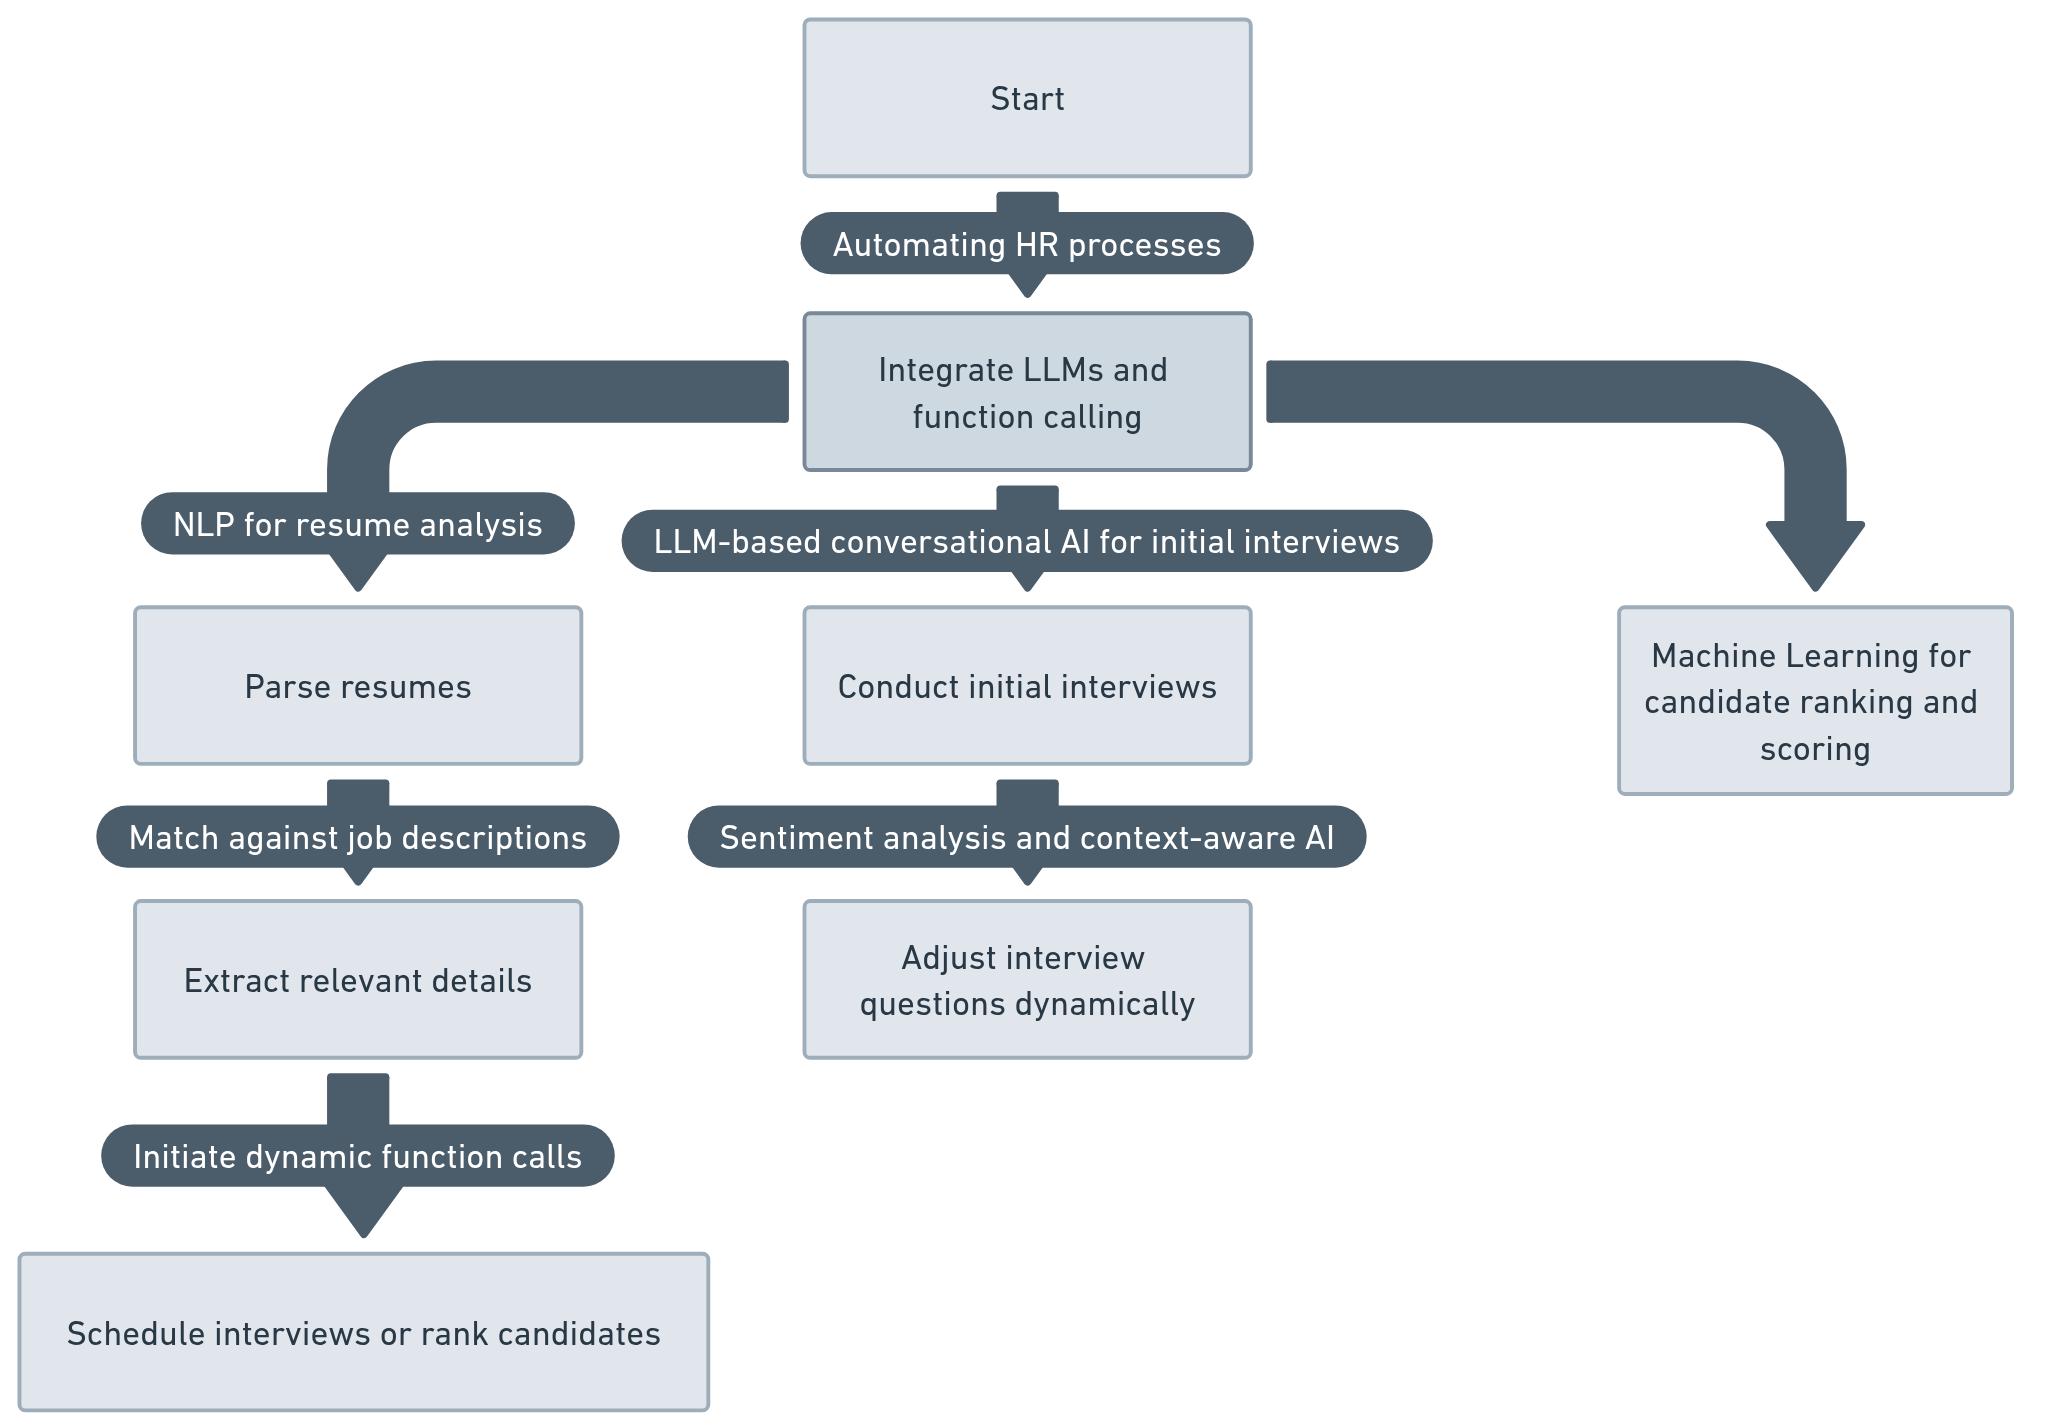 Start
Automating HR processes
Integrate LLMs and
function calling
NLP for resume analysis
LLM-based conversational AI for initial interviews
Parse resumes
Conduct initial interviews
Machine Learning for
candidate ranking and
scoring
Match against job descriptions
Sentiment analysis and context-aware AI
Extract relevant details
Adjust interview
questions dynamically
Initiate dynamic function calls
Schedule interviews or rank candidates